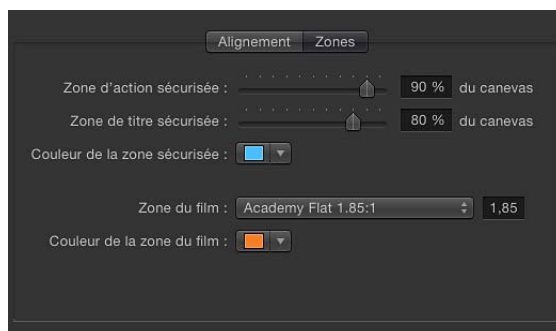 Alignement Zones
Zone d'action sécurisée : 90 % du canevas
Zone de titre sécurisée : 80 % du canevas
Couleur de la zone sécurisée :
Zone du film : Academy Flat 1.85:1 1,85
Couleur de la zone du film :